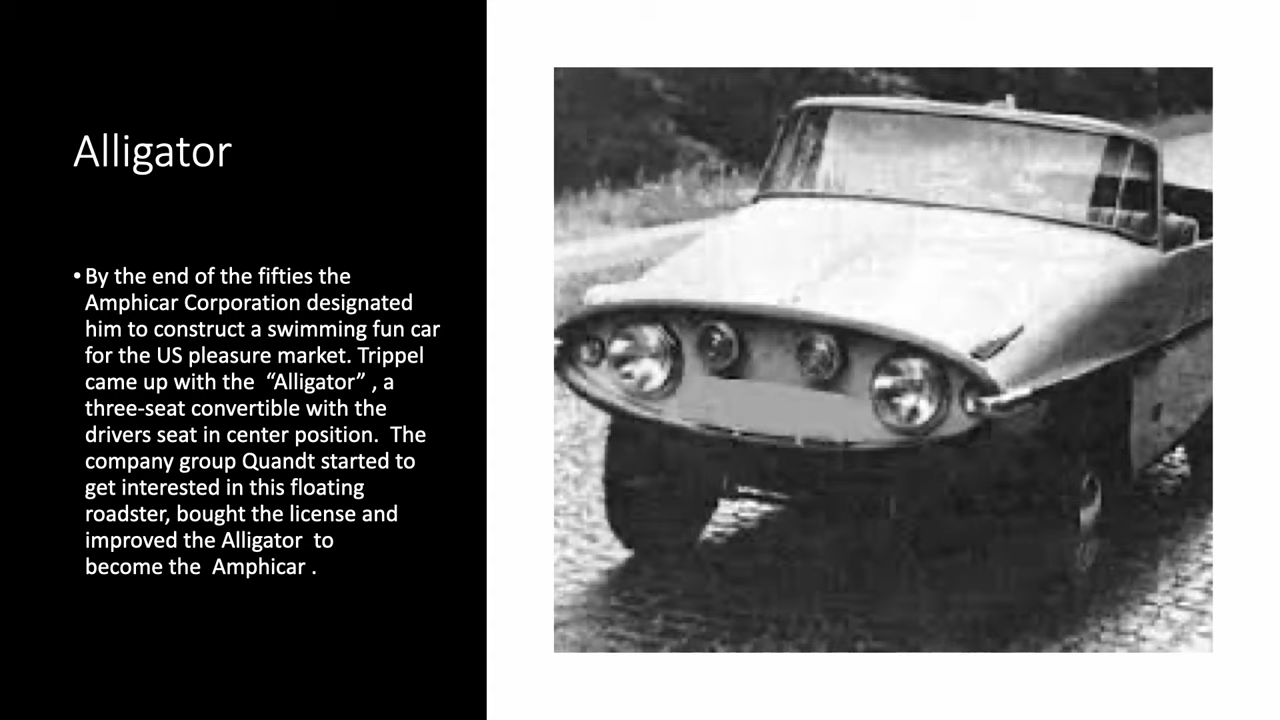 Alligator
• By the end of the fifties the
Amphicar Corporation designated
him to construct a swimming fun car
for the US pleasure market. Trippel
came up with the  “Alligator” , a
three-seat convertible with the
drivers seat in center position.  The
company group Quandt started to
get interested in this floating
roadster, bought the license and
improved the Alligator  to
become the  Amphicar .